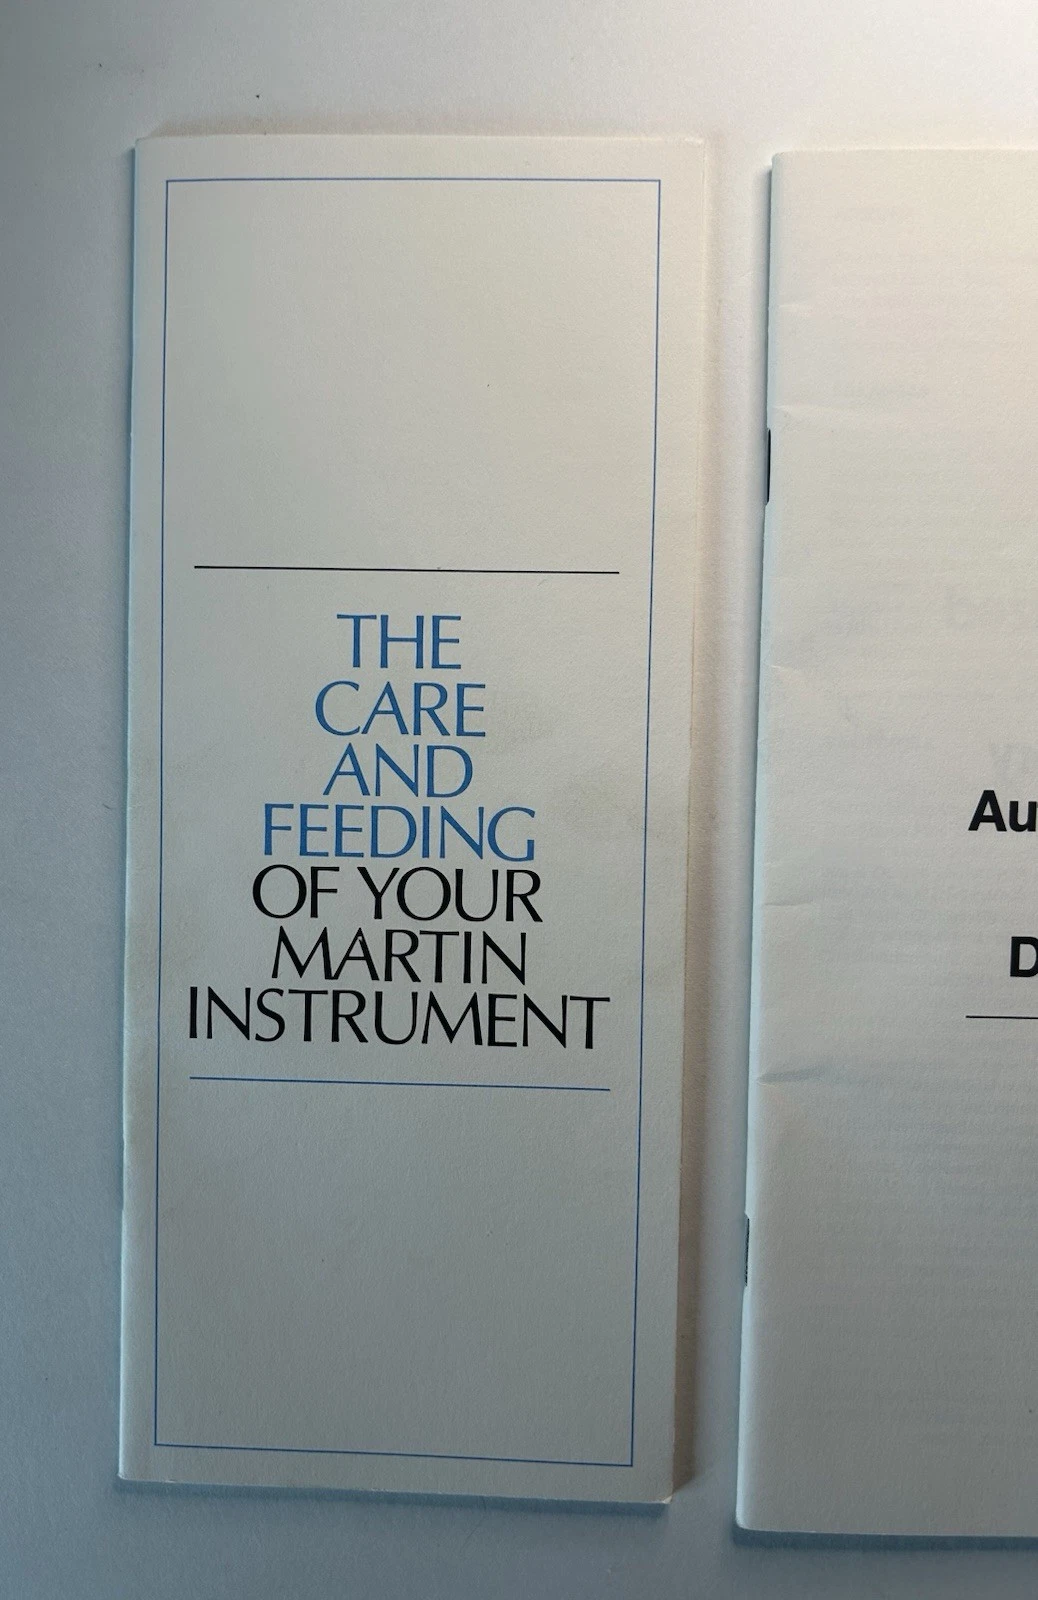 THE
CARE
AND
FEEDING
OF YOUR
MARTIN
INSTRUMENT
Au
D